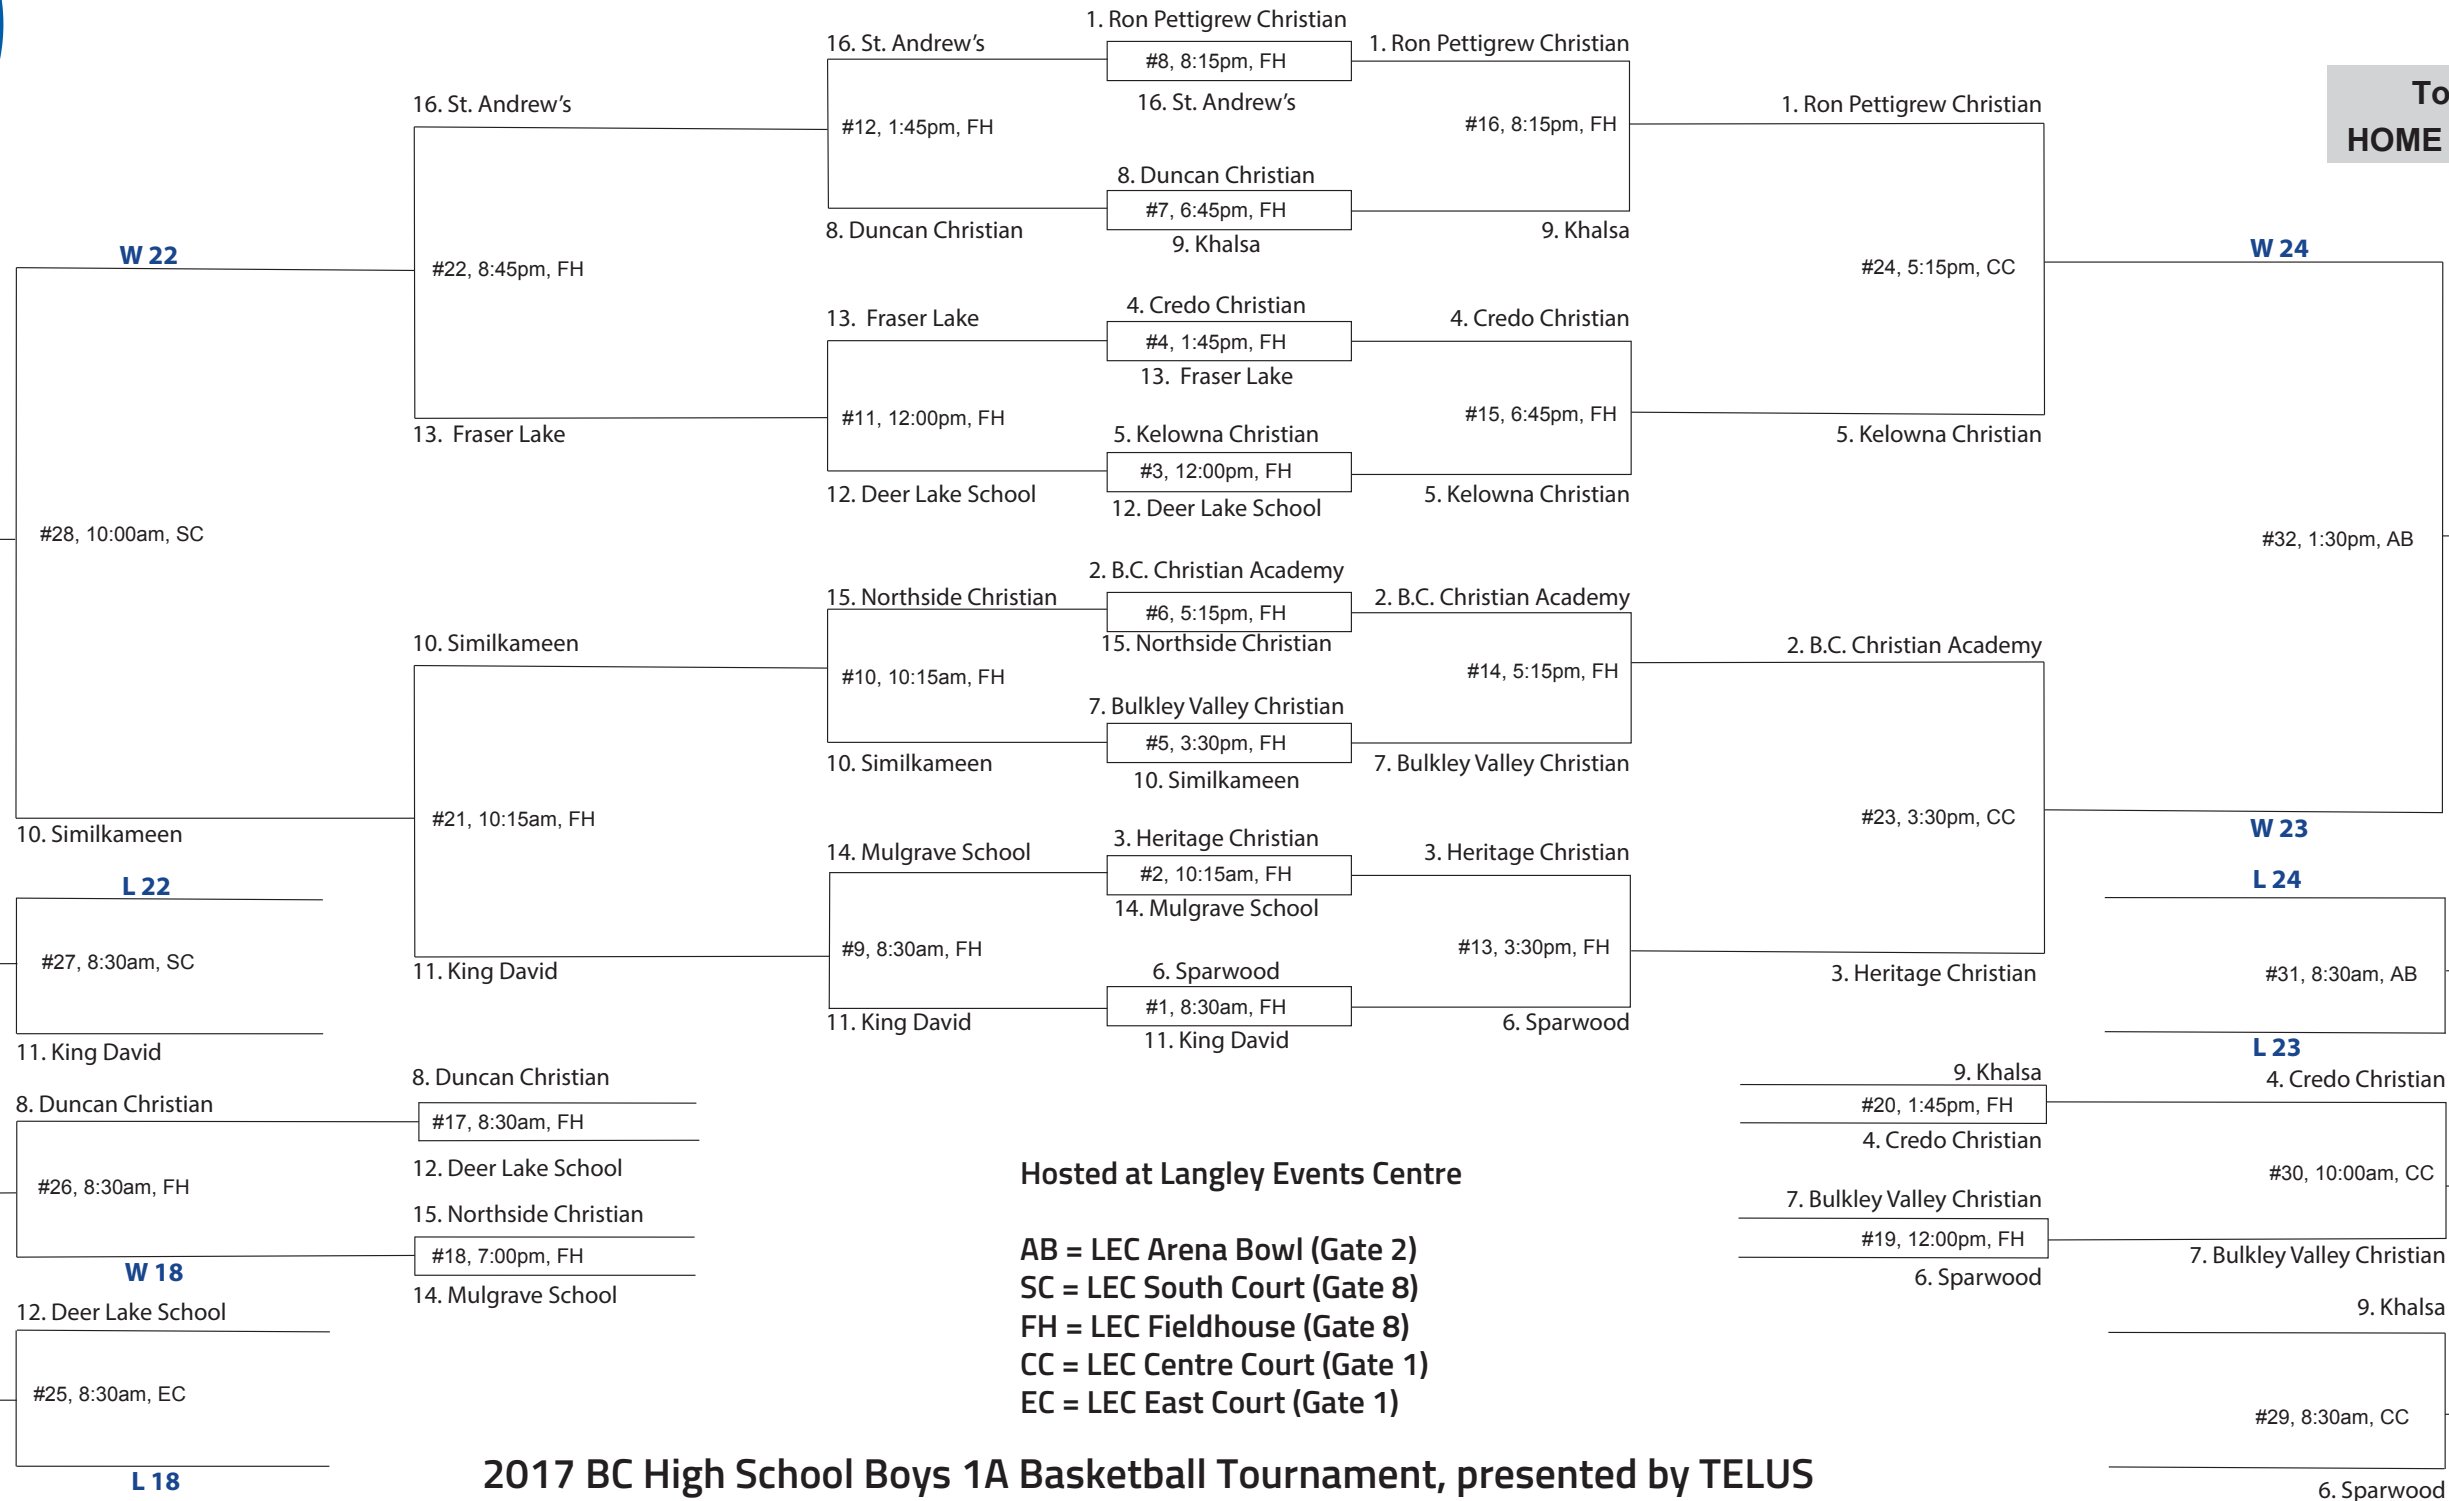 1. Ron Pettigrew Christian
16. St. Andrew’s
#8, 8:15pm, FH
1. Ron Pettigrew Christian
16. St. Andrew’s
16. St. Andrew’s
1. Ron Pettigrew Christian
To
HOME
#12, 1:45pm, FH
#16, 8:15pm, FH
8. Duncan Christian
#7, 6:45pm, FH
8. Duncan Christian
9. Khalsa
9. Khalsa
W 22
W 24
#22, 8:45pm, FH
#24, 5:15pm, CC
4. Credo Christian
13. Fraser Lake
#4, 1:45pm, FH
4. Credo Christian
13. Fraser Lake
#11, 12:00pm, FH
#15, 6:45pm, FH
13. Fraser Lake
5. Kelowna Christian
5. Kelowna Christian
#3, 12:00pm, FH
12. Deer Lake School
12. Deer Lake School
5. Kelowna Christian
#28, 10:00am, SC
#32, 1:30pm, AB
2. B.C. Christian Academy
15. Northside Christian
#6, 5:15pm, FH
2. B.C. Christian Academy
10. Similkameen
15. Northside Christian
2. B.C. Christian Academy
#10, 10:15am, FH
#14, 5:15pm, FH
7. Bulkley Valley Christian
#5, 3:30pm, FH
10. Similkameen
10. Similkameen
7. Bulkley Valley Christian
#21, 10:15am, FH
#23, 3:30pm, CC
10. Similkameen
W 23
3. Heritage Christian
14. Mulgrave School
#2, 10:15am, FH
3. Heritage Christian
L 22
L 24
14. Mulgrave School
#9, 8:30am, FH
#13, 3:30pm, FH
#27, 8:30am, SC
11. King David
6. Sparwood
3. Heritage Christian
#31, 8:30am, AB
#1, 8:30am, FH
11. King David
11. King David
6. Sparwood
11. King David
L 23
8. Duncan Christian
9. Khalsa
4. Credo Christian
8. Duncan Christian
#17, 8:30am, FH
#20, 1:45pm, FH
12. Deer Lake School
4. Credo Christian
#26, 8:30am, FH
#30, 10:00am, CC
15. Northside Christian
7. Bulkley Valley Christian
#18, 7:00pm, FH
#19, 12:00pm, FH
W 18
7. Bulkley Valley Christian
14. Mulgrave School
6. Sparwood
12. Deer Lake School
9. Khalsa
#25, 8:30am, EC
#29, 8:30am, CC
L 18
6. Sparwood
Hosted at Langley Events Centre
AB = LEC Arena Bowl (Gate 2)
SC = LEC South Court (Gate 8)
FH = LEC Fieldhouse (Gate 8)
CC = LEC Centre Court (Gate 1)
EC = LEC East Court (Gate 1)
2017 BC High School Boys 1A Basketball Tournament, presented by TELUS